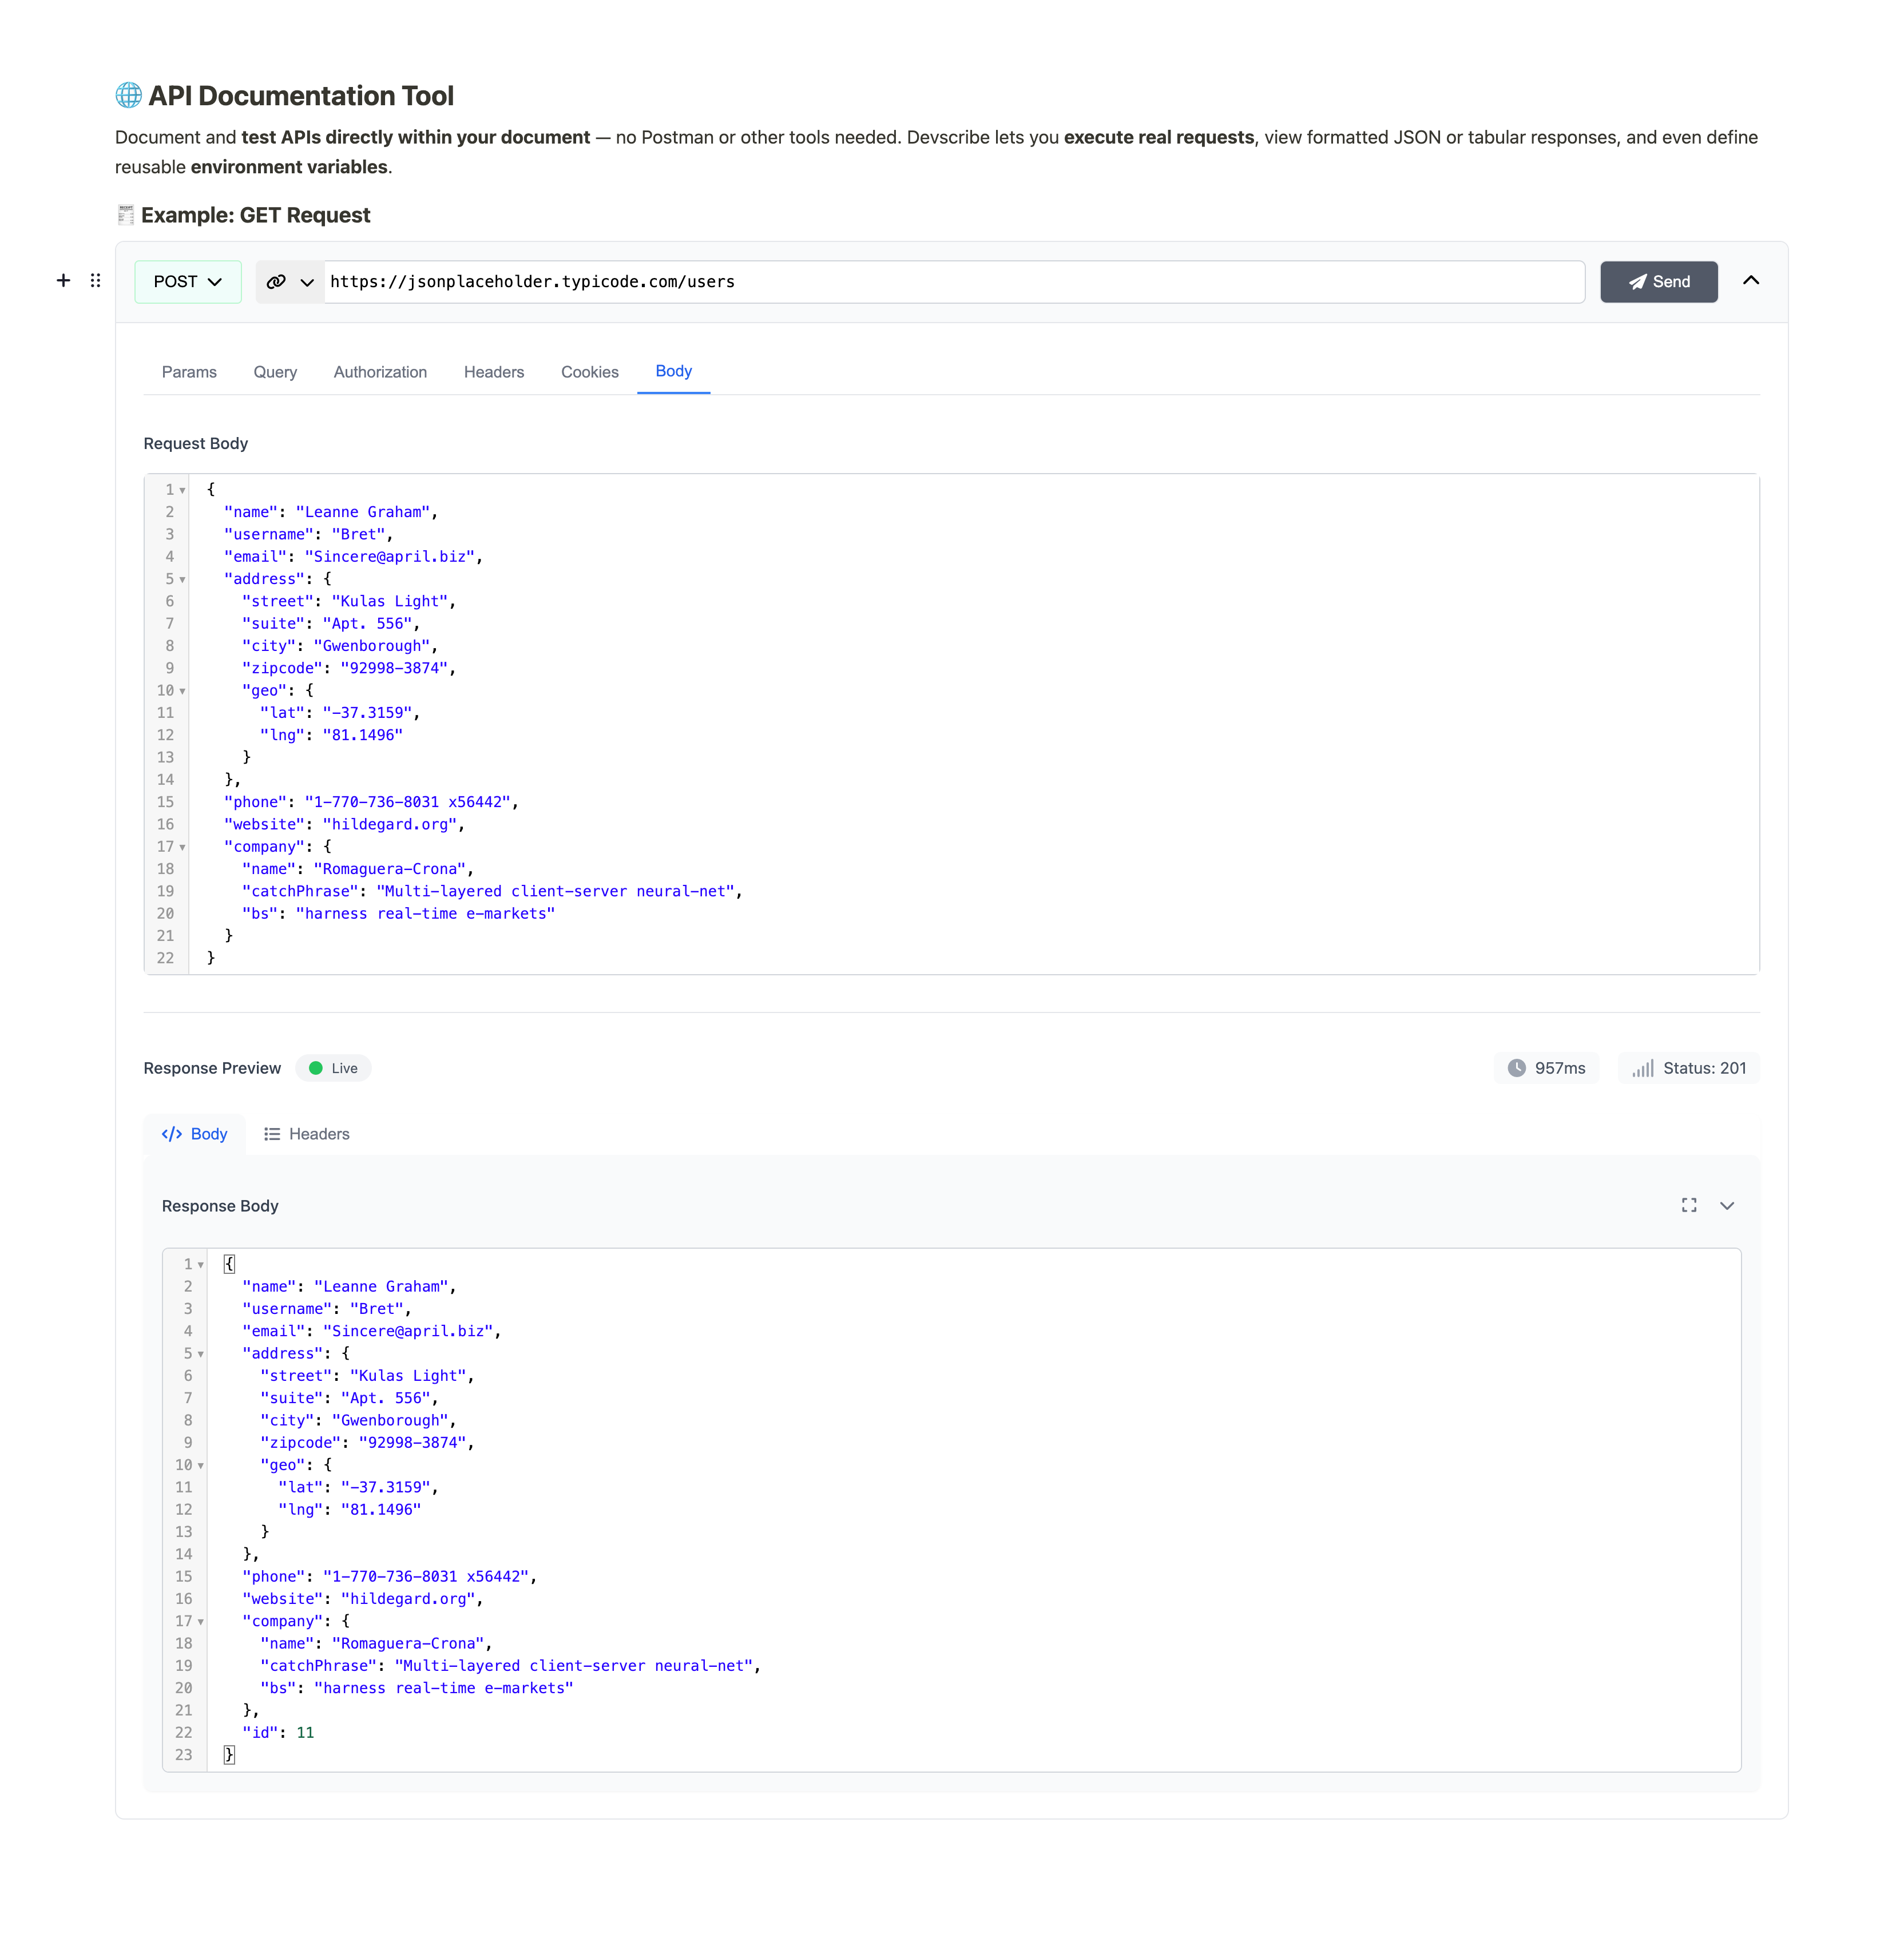 🌐 API Documentation Tool
Document and test APIs directly within your document — no Postman or other tools needed. Devscribe lets you execute real requests, view formatted JSON or tabular responses, and even define
reusable environment variables.
🧾 Example: GET Request
POST https://jsonplaceholder.typicode.com/users Send
Params Query Authorization Headers Cookies Body
Request Body
1 {
2   "name": "Leanne Graham",
3   "username": "Bret",
4   "email": "Sincere@april.biz",
5   "address": {
6     "street": "Kulas Light",
7     "suite": "Apt. 556",
8     "city": "Gwenborough",
9     "zipcode": "92998-3874",
10     "geo": {
11       "lat": "-37.3159",
12       "lng": "81.1496"
13     }
14   },
15   "phone": "1-770-736-8031 x56442",
16   "website": "hildegard.org",
17   "company": {
18     "name": "Romaguera-Crona",
19     "catchPhrase": "Multi-layered client-server neural-net",
20     "bs": "harness real-time e-markets"
21   }
22 }
Response Preview Live 957ms Status: 201
</> Body Headers
Response Body
1 {
2   "name": "Leanne Graham",
3   "username": "Bret",
4   "email": "Sincere@april.biz",
5   "address": {
6     "street": "Kulas Light",
7     "suite": "Apt. 556",
8     "city": "Gwenborough",
9     "zipcode": "92998-3874",
10     "geo": {
11       "lat": "-37.3159",
12       "lng": "81.1496"
13     }
14   },
15   "phone": "1-770-736-8031 x56442",
16   "website": "hildegard.org",
17   "company": {
18     "name": "Romaguera-Crona",
19     "catchPhrase": "Multi-layered client-server neural-net",
20     "bs": "harness real-time e-markets"
21   },
22   "id": 11
23 }